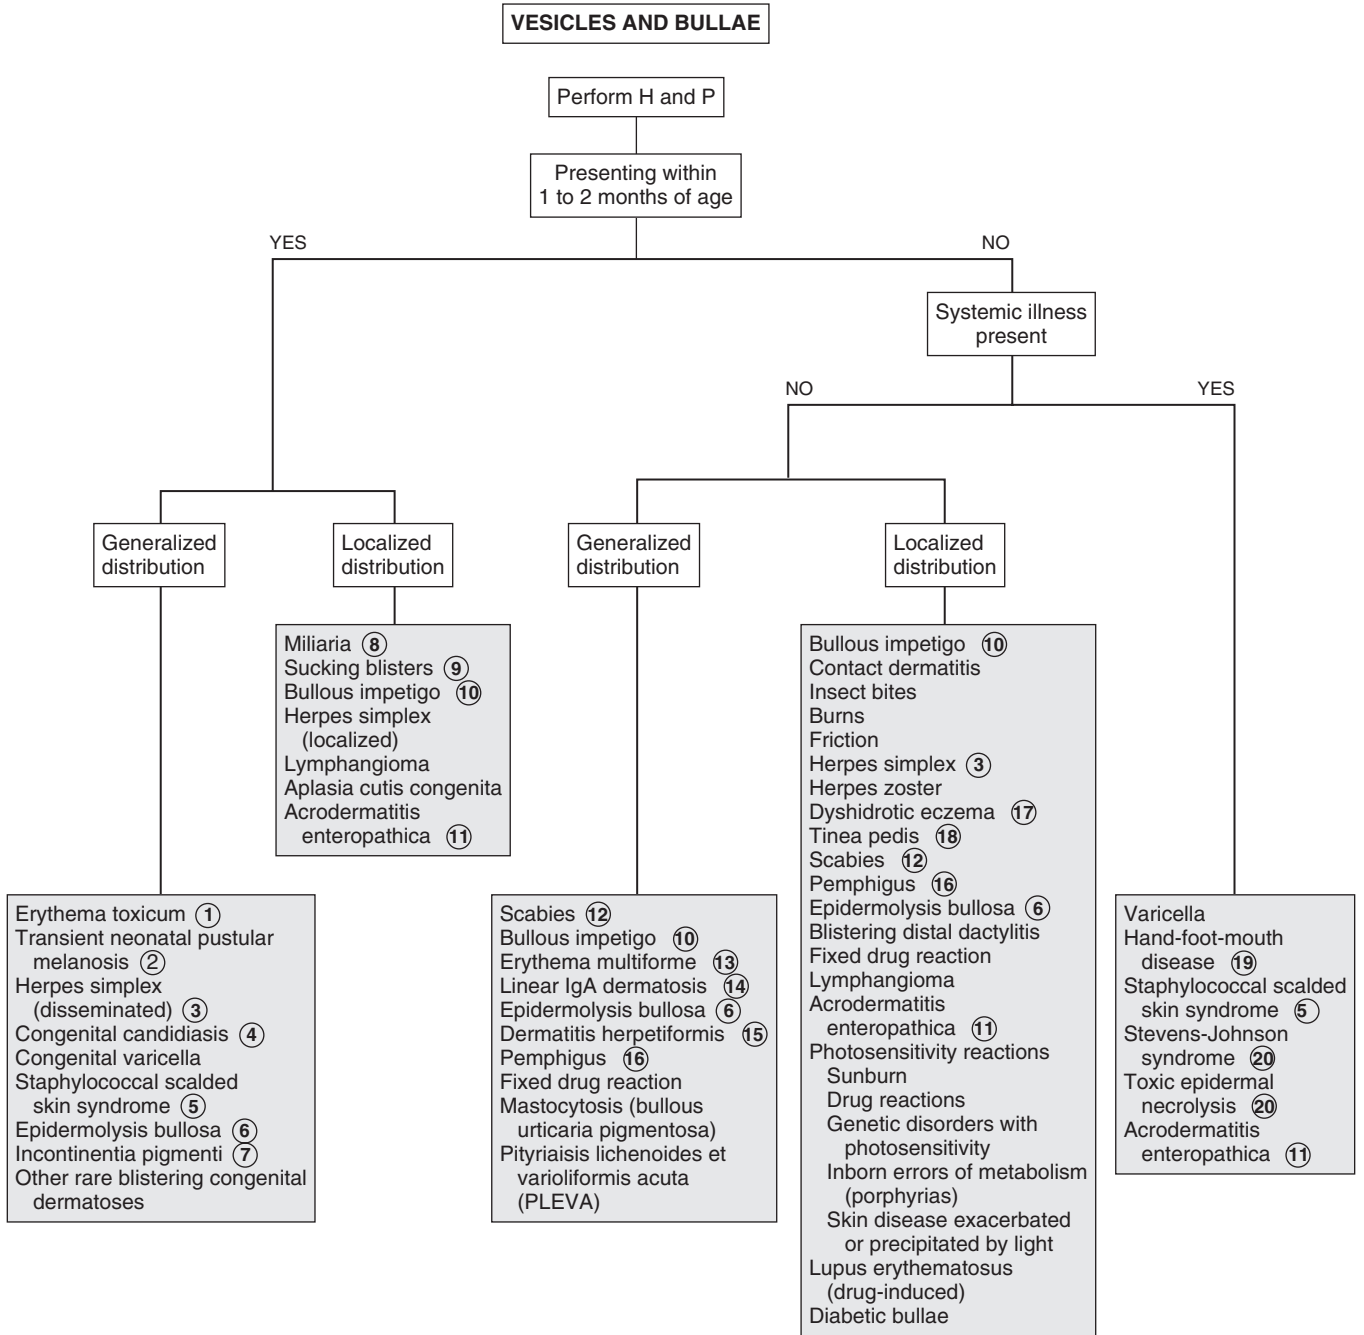 VESICLES AND BULLAE
Perform H and P
Presenting within
1 to 2 months of age
YES
NO
Systemic illness
present
NO
YES
Generalized
distribution
Localized
distribution
Generalized
distribution
Localized
distribution
Miliaria 8
Sucking blisters 9
Bullous impetigo 10
Herpes simplex
(localized)
Lymphangioma
Aplasia cutis congenita
Acrodermatitis
enteropathica 11
Bullous impetigo 10
Contact dermatitis
Insect bites
Burns
Friction
Herpes simplex 3
Herpes zoster
Dyshidrotic eczema 17
Tinea pedis 18
Scabies 12
Pemphigus 16
Epidermolysis bullosa 6
Blistering distal dactylitis
Fixed drug reaction
Lymphangioma
Acrodermatitis
enteropathica 11
Photosensitivity reactions
Sunburn
Drug reactions
Genetic disorders with
photosensitivity
Inborn errors of metabolism
(porphyrias)
Skin disease exacerbated
or precipitated by light
Lupus erythematosus
(drug-induced)
Diabetic bullae
Erythema toxicum 1
Transient neonatal pustular
melanosis 2
Herpes simplex
(disseminated) 3
Congenital candidiasis 4
Congenital varicella
Staphylococcal scalded
skin syndrome 5
Epidermolysis bullosa 6
Incontinentia pigmenti 7
Other rare blistering congenital
dermatoses
Scabies 12
Bullous impetigo 10
Erythema multiforme 13
Linear IgA dermatosis 14
Epidermolysis bullosa 6
Dermatitis herpetiformis 15
Pemphigus 16
Fixed drug reaction
Mastocytosis (bullous
urticaria pigmentosa)
Pityriaisis lichenoides et
varioliformis acuta
(PLEVA)
Varicella
Hand-foot-mouth
disease 19
Staphylococcal scalded
skin syndrome 5
Stevens-Johnson
syndrome 20
Toxic epidermal
necrolysis 20
Acrodermatitis
enteropathica 11